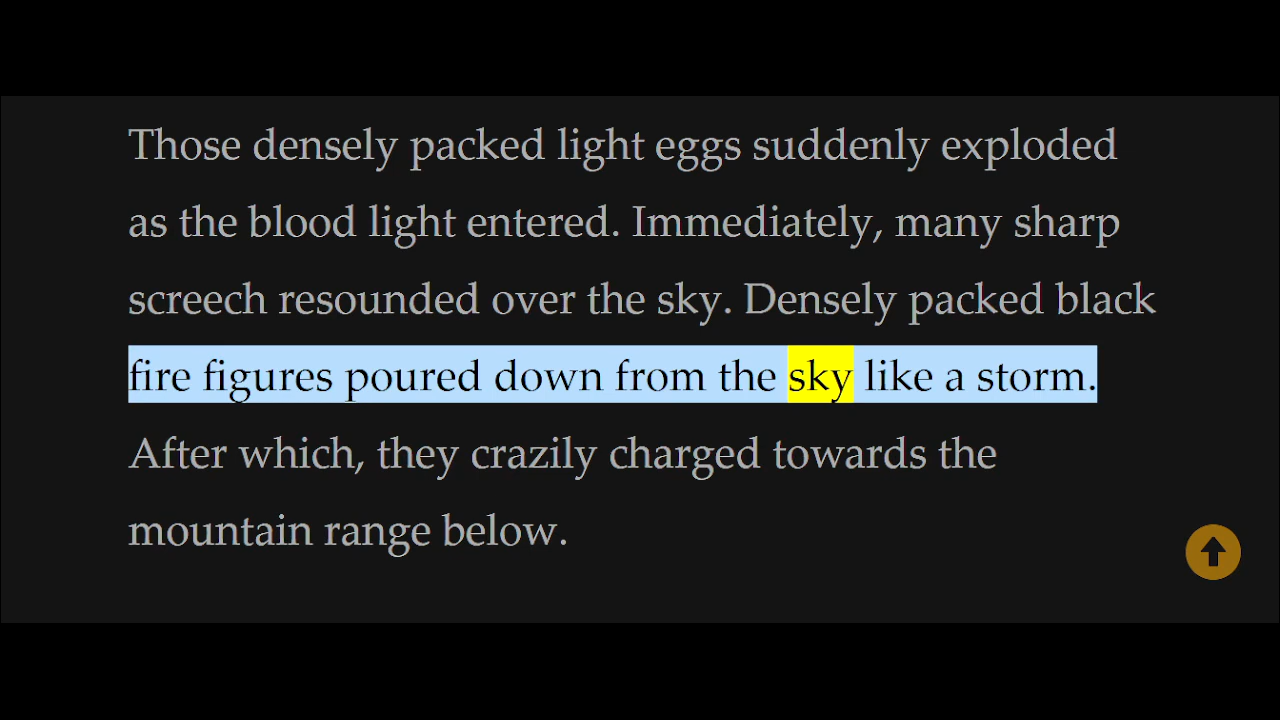 Those densely packed light eggs suddenly exploded
as the blood light entered. Immediately, many sharp
screech resounded over the sky. Densely packed black
fire figures poured down from the sky like a storm.
After which, they crazily charged towards the
mountain range below.